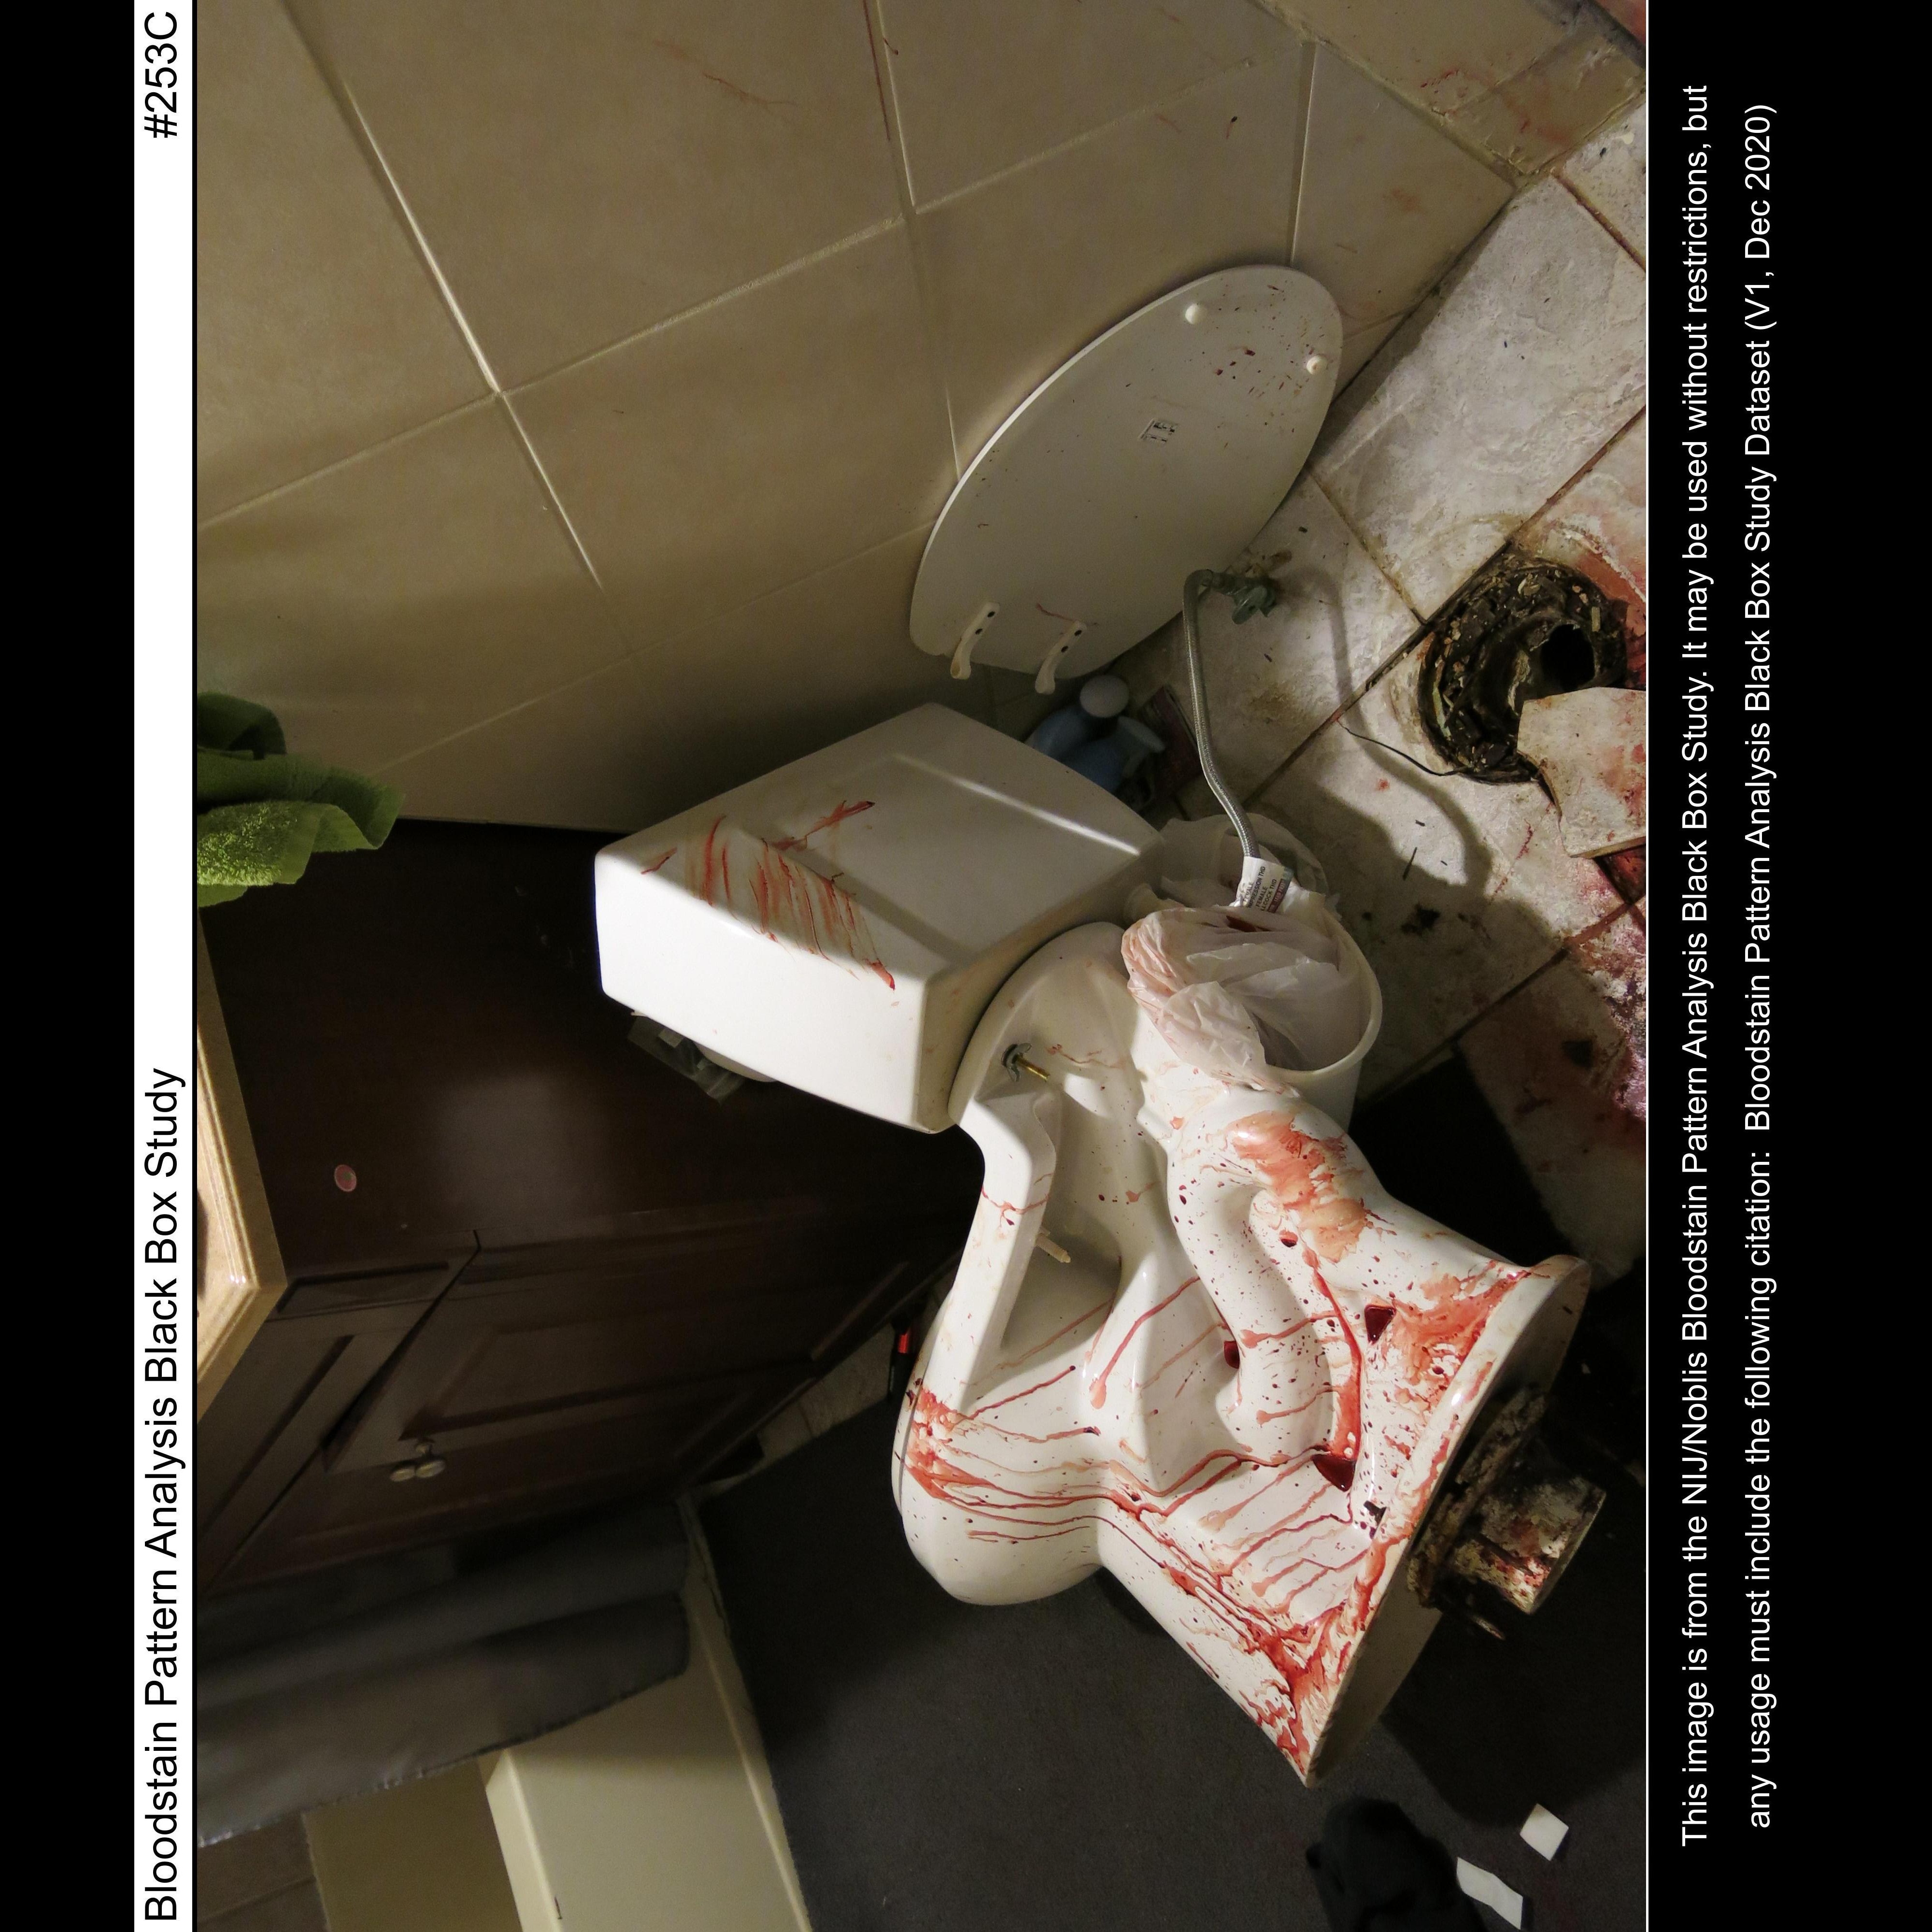 Bloodstain Pattern Analysis Black Box Study #253C
This image is from the NIJ/Noblis Bloodstain Pattern Analysis Black Box Study. It may be used without restrictions, but
any usage must include the following citation: Bloodstain Pattern Analysis Black Box Study Dataset (V1, Dec 2020)